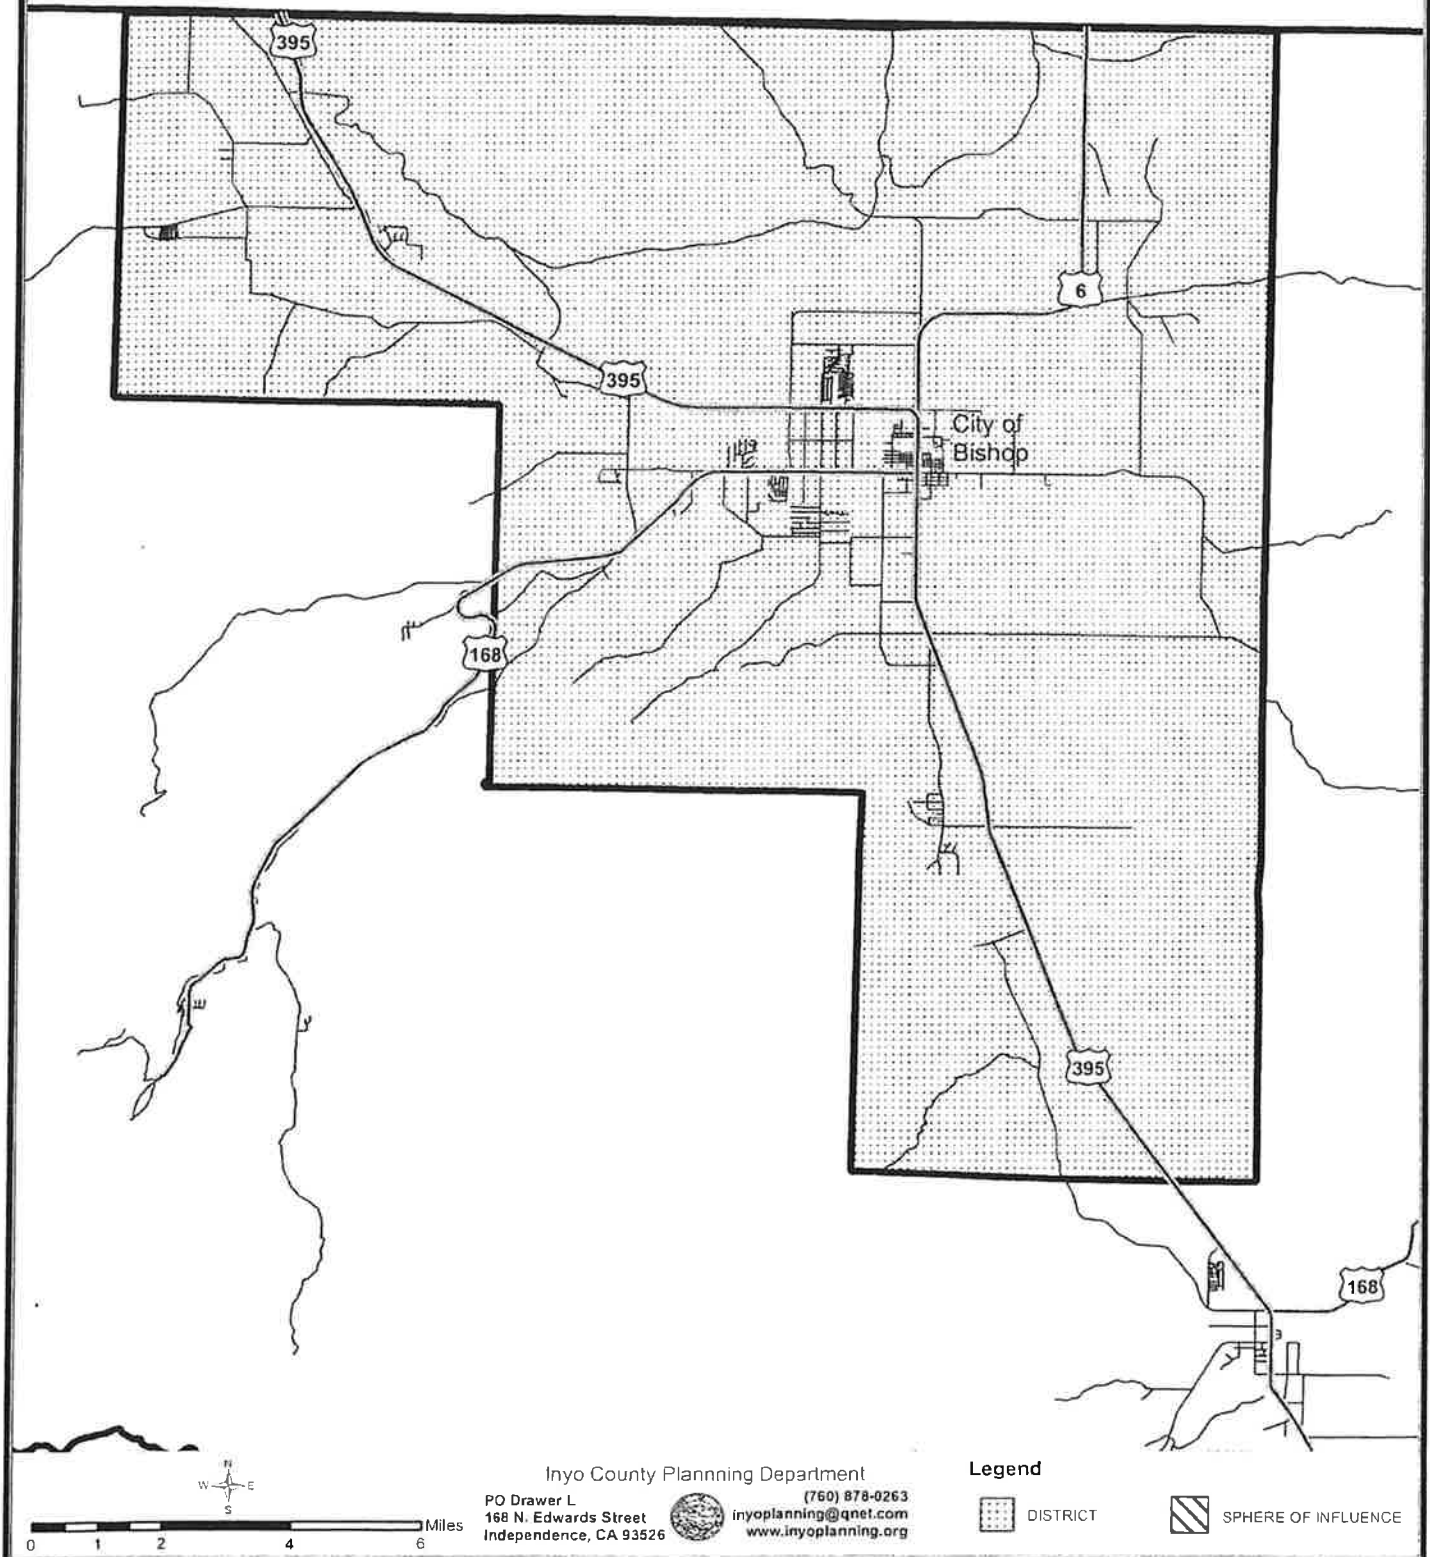 395
6
395
City of
Bishop
168
395
168
N
W E
S
Miles
0 1 2 4 6
Inyo County Plannning Department
PO Drawer L
168 N. Edwards Street
Independence, CA 93526
(760) 878-0263
inyoplanning@qnet.com
www.inyoplanning.org
Legend
DISTRICT
SPHERE OF INFLUENCE